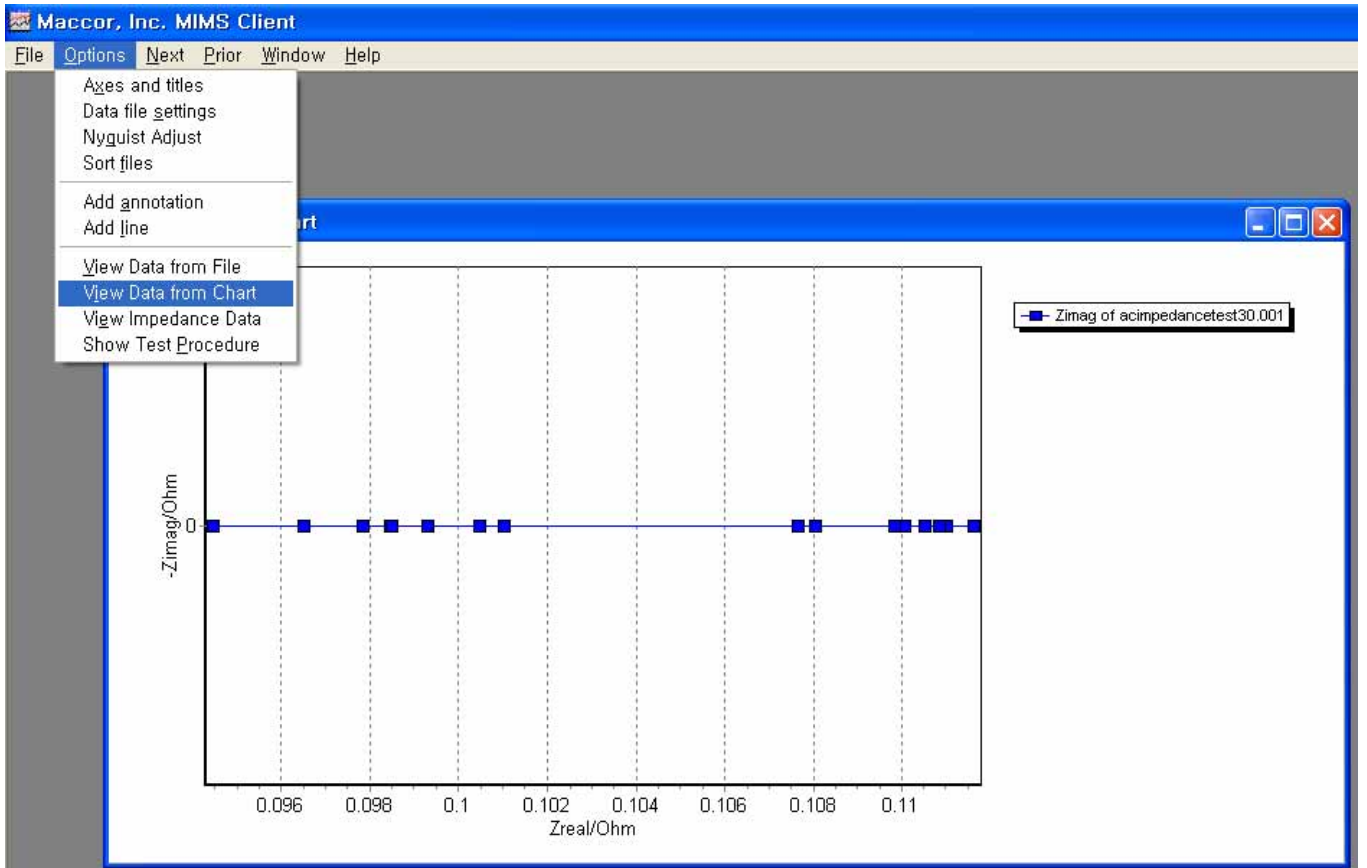 Maccor, Inc. MIMS Client
File Options Next Prior Window Help
Axes and titles
Data file settings
Nyguist Adjust
Sort files
Add annotation
Add line
View Data from File
View Data from Chart
View Impedance Data
Show Test Procedure
rt
Zimag of acimpedancetest30.001
-Zimag/Ohm
0
0.096 0.098 0.1 0.102 0.104 0.106 0.108 0.11
Zreal/Ohm